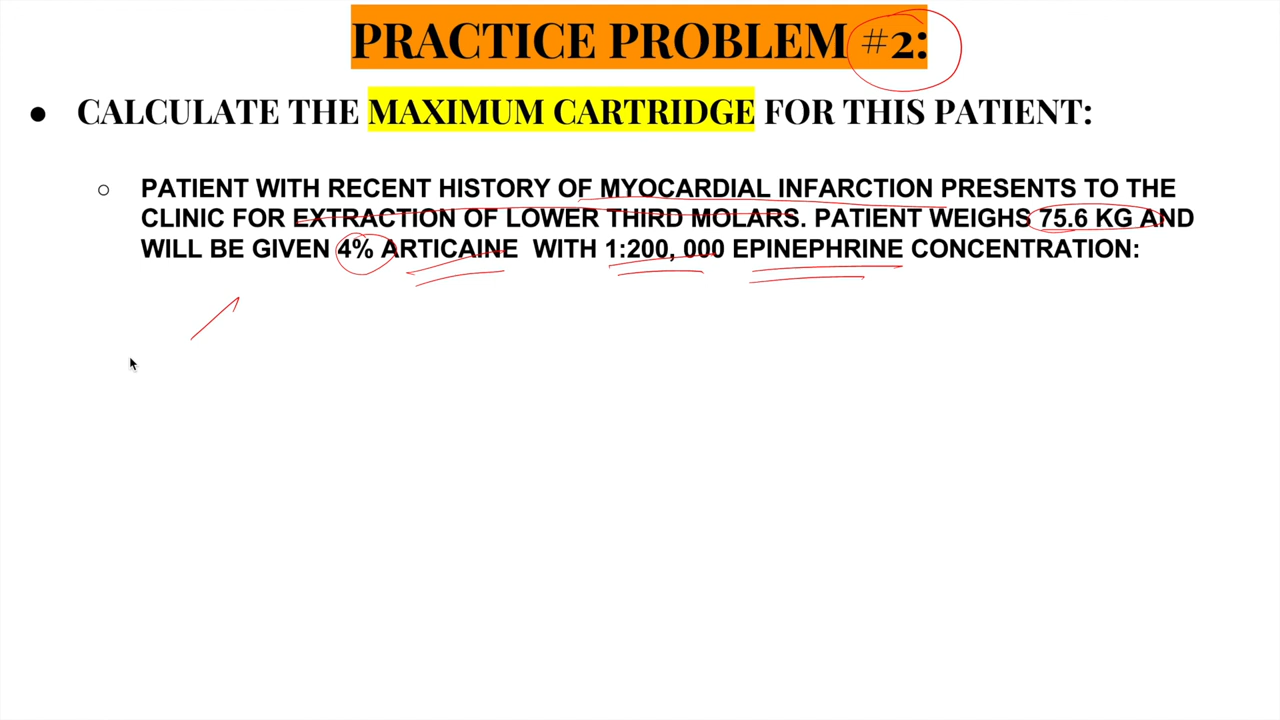 PRACTICE PROBLEM #2:
● CALCULATE THE MAXIMUM CARTRIDGE FOR THIS PATIENT:
○ PATIENT WITH RECENT HISTORY OF MYOCARDIAL INFARCTION PRESENTS TO THE
CLINIC FOR EXTRACTION OF LOWER THIRD MOLARS. PATIENT WEIGHS 75.6 KG AND
WILL BE GIVEN 4% ARTICAINE WITH 1:200, 000 EPINEPHRINE CONCENTRATION: